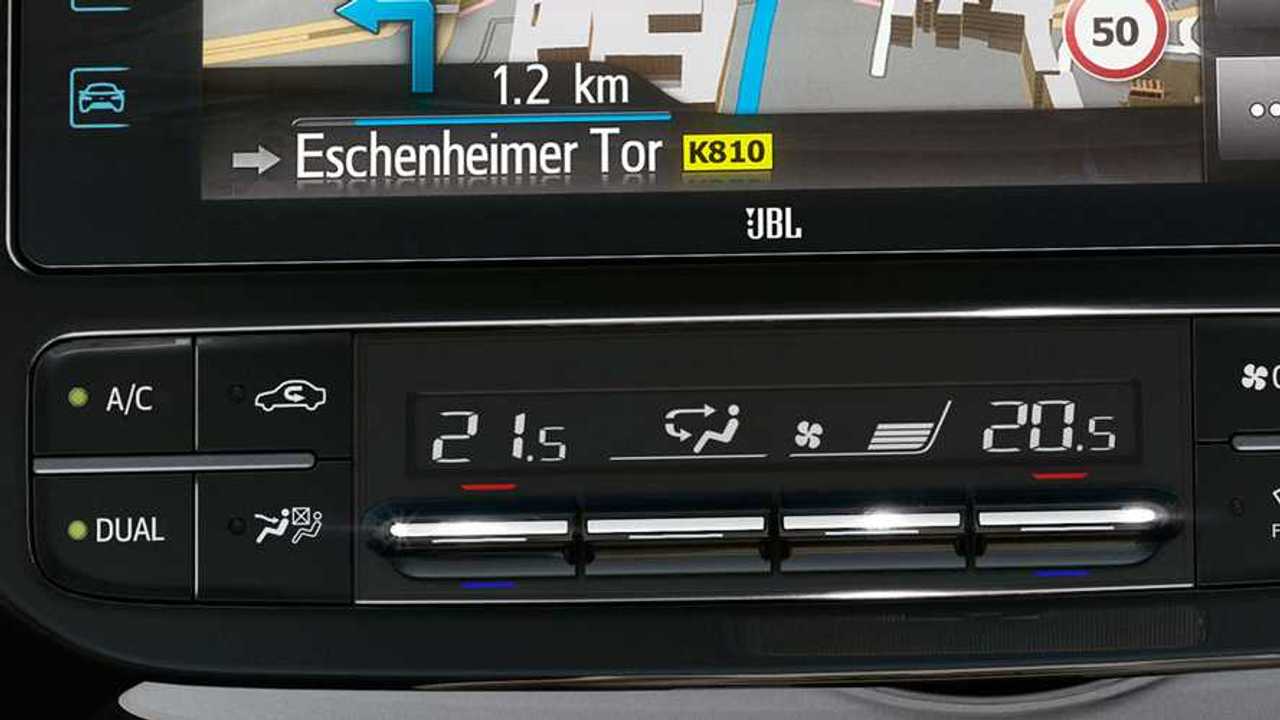 50
1.2 km
Eschenheimer Tor K810
JBL
A/C
21.5 20.5
DUAL